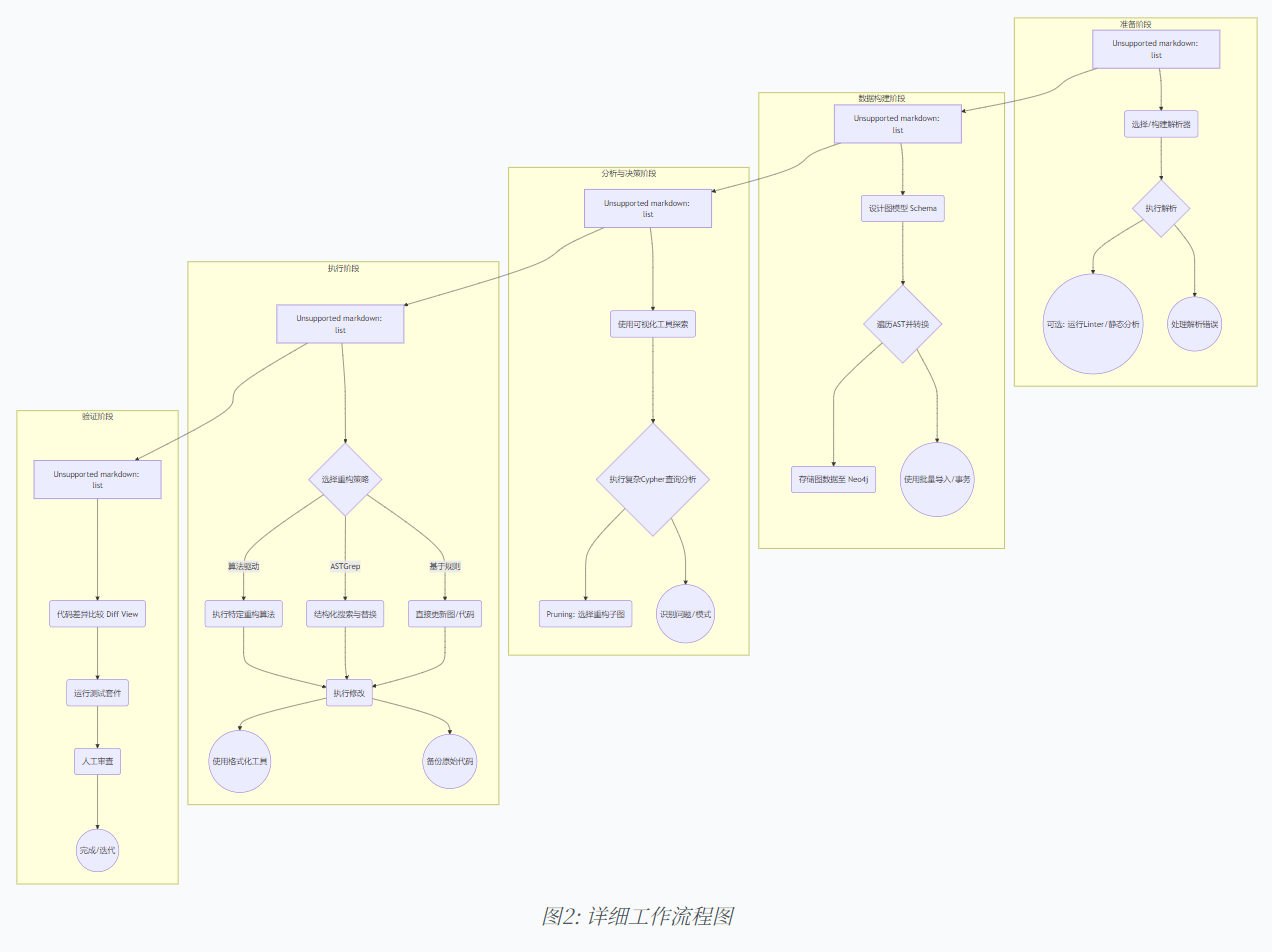 准备阶段
Unsupported markdown:
list
选择/构建解析器
执行解析
可选: 运行Linter/静态分析
处理解析错误
数据构建阶段
Unsupported markdown:
list
设计图模型 Schema
遍历AST并转换
存储图数据至 Neo4j
使用批量导入/事务
分析与决策阶段
Unsupported markdown:
list
使用可视化工具探索
执行复杂Cypher查询分析
Pruning: 选择重构子图
识别问题/模式
执行阶段
Unsupported markdown:
list
选择重构策略
算法驱动
ASTGrep
基于规则
执行特定重构算法
结构化搜索与替换
直接更新图/代码
执行修改
使用格式化工具
备份原始代码
验证阶段
Unsupported markdown:
list
代码差异比较 Diff View
运行测试套件
人工审查
完成/迭代
图2: 详细工作流程图